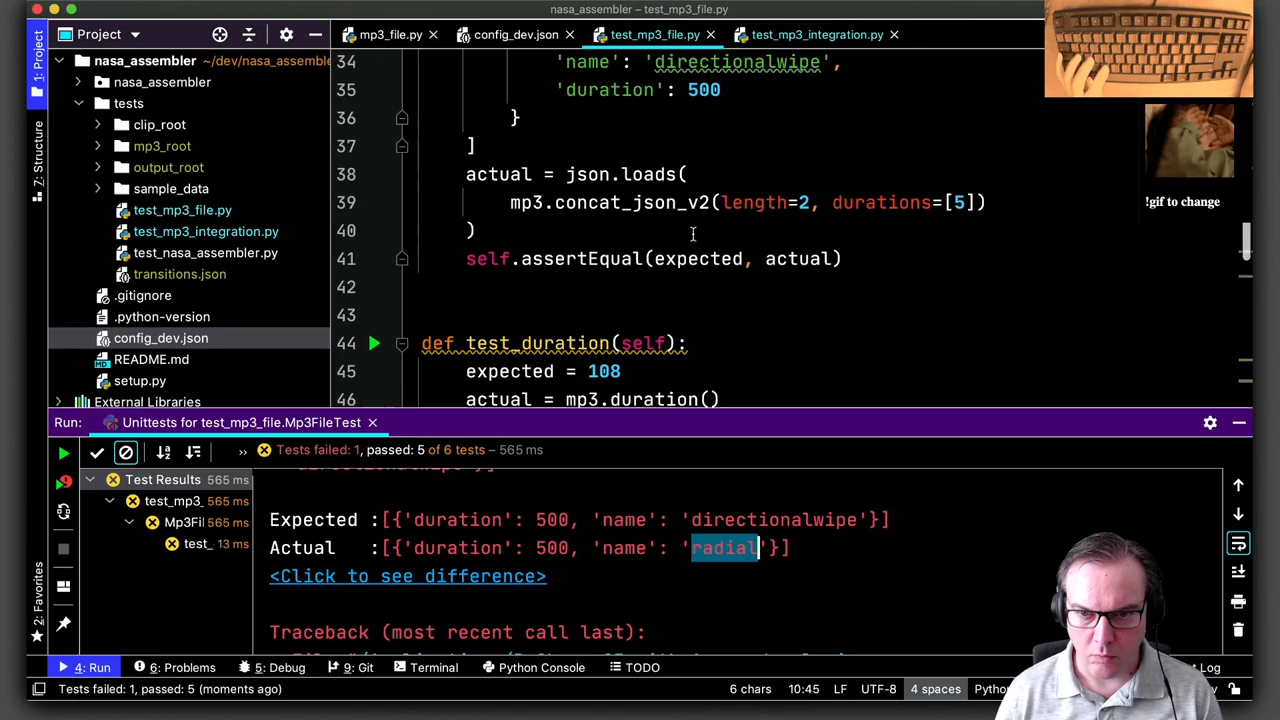 nasa_assembler – test_mp3_file.py
Project
mp3_file.py
config_dev.json
test_mp3_file.py
test_mp3_integration.py
1: Project
7: Structure
2: Favorites
nasa_assembler ~/dev/nasa_assemble
nasa_assembler
tests
clip_root
mp3_root
output_root
sample_data
test_mp3_file.py
test_mp3_integration.py
test_nasa_assembler.py
transitions.json
.gitignore
.python-version
config_dev.json
README.md
setup.py
External Libraries
34 'name': 'directionalwipe',
35 'duration': 500
36 }
37 ]
38 actual = json.loads(
39 mp3.concat_json_v2(length=2, durations=[5])
40 )
41 self.assertEqual(expected, actual)
42
43
44 def test_duration(self):
45 expected = 108
46 actual = mp3.duration()
!gif to change
Run: Unittests for test_mp3_file.Mp3FileTest
» Tests failed: 1, passed: 5 of 6 tests – 565 ms
Test Results 565 ms
test_mp3_ 565 ms
Mp3Fil 565 ms
test_ 13 ms
Expected :[{'duration': 500, 'name': 'directionalwipe'}]
Actual :[{'duration': 500, 'name': 'radial'}]
<Click to see difference>
Traceback (most recent call last):
4: Run
6: Problems
5: Debug
9: Git
Terminal
Python Console
TODO
Log
Tests failed: 1, passed: 5 (moments ago)
6 chars
10:45
LF
UTF-8
4 spaces